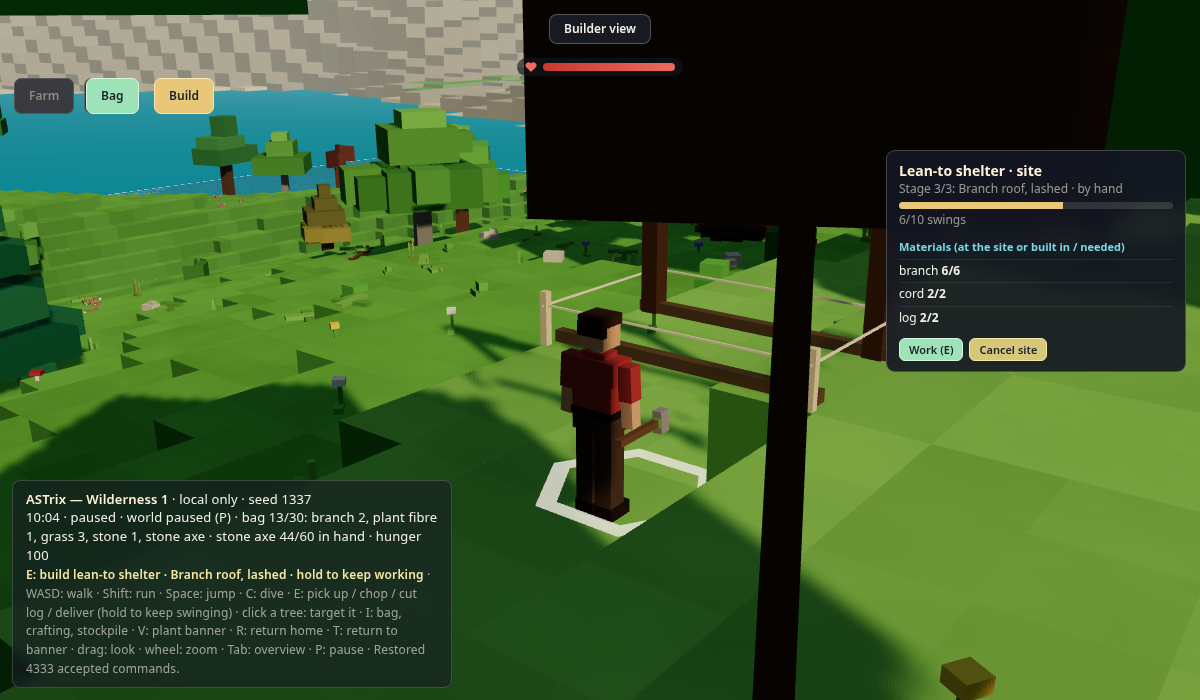 Builder view
Farm
Bag
Build
Lean-to shelter · site
Stage 3/3: Branch roof, lashed · by hand
6/10 swings
Materials (at the site or built in / needed)
branch 6/6
cord 2/2
log 2/2
Work (E)
Cancel site
ASTrix — Wilderness 1 · local only · seed 1337
10:04 · paused · world paused (P) · bag 13/30: branch 2, plant fibre
1, grass 3, stone 1, stone axe · stone axe 44/60 in hand · hunger
100
E: build lean-to shelter · Branch roof, lashed · hold to keep working ·
WASD: walk · Shift: run · Space: jump · C: dive · E: pick up / chop / cut
log / deliver (hold to keep swinging) · click a tree: target it · I: bag,
crafting, stockpile · V: plant banner · R: return home · T: return to
banner · drag: look · wheel: zoom · Tab: overview · P: pause · Restored
4333 accepted commands.